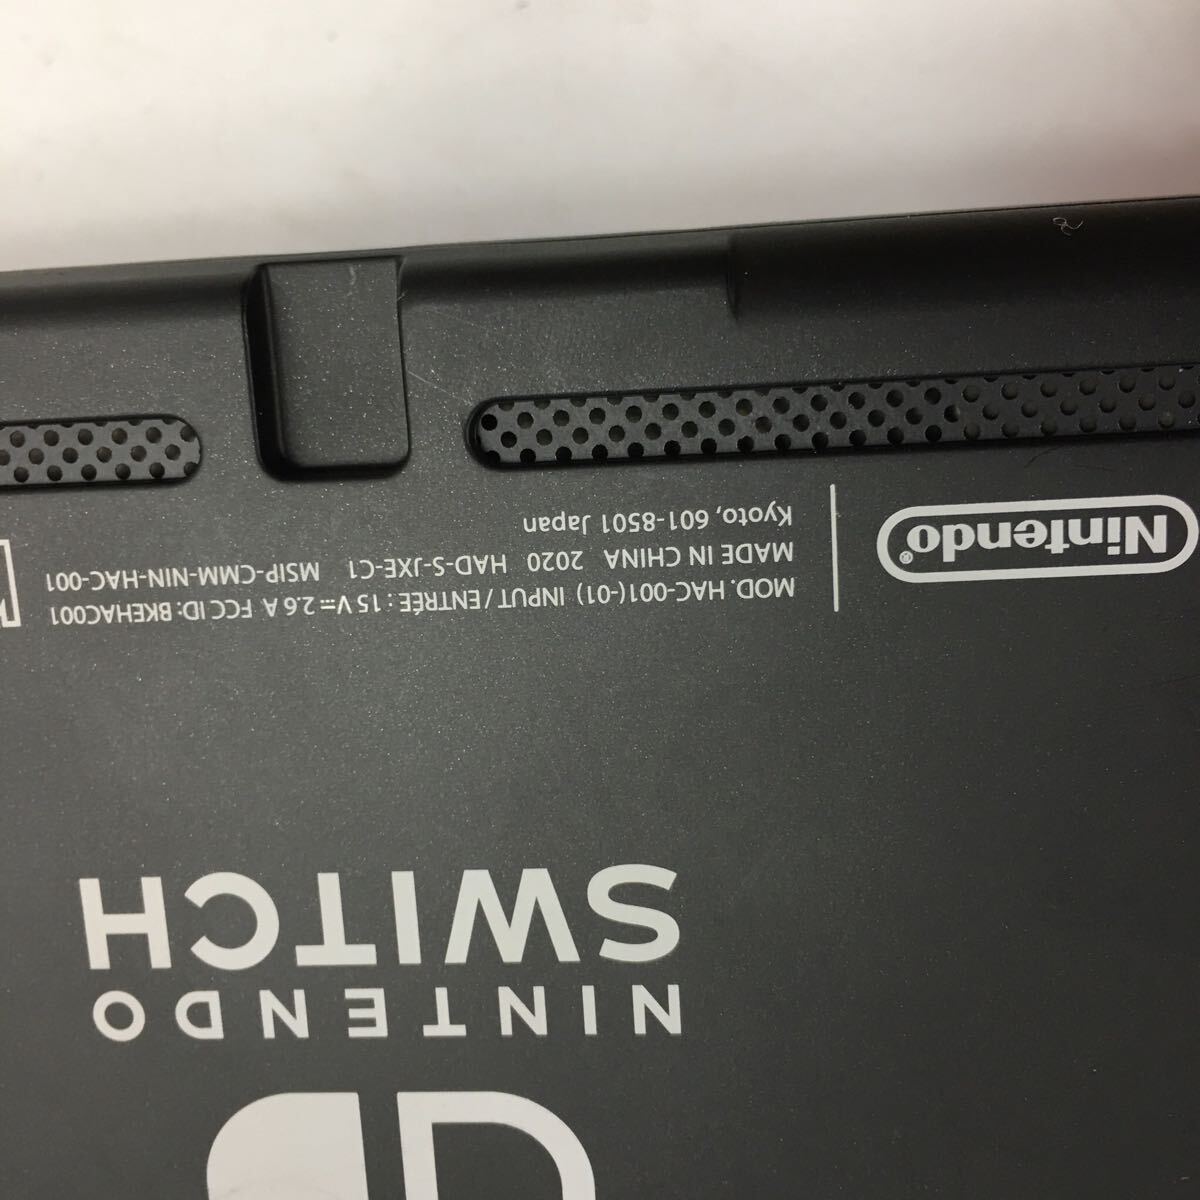 NINTENDO
SWITCH
MOD. HAC-001(-01) INPUT / ENTRÉE : 15 V⎓2.6 A FCC ID: BKEHAC001
MADE IN CHINA 2020 HAD-S-JXE-C1 MSIP-CMM-NIN-HAC-001
Kyoto, 601-8501 Japan
Nintendo®